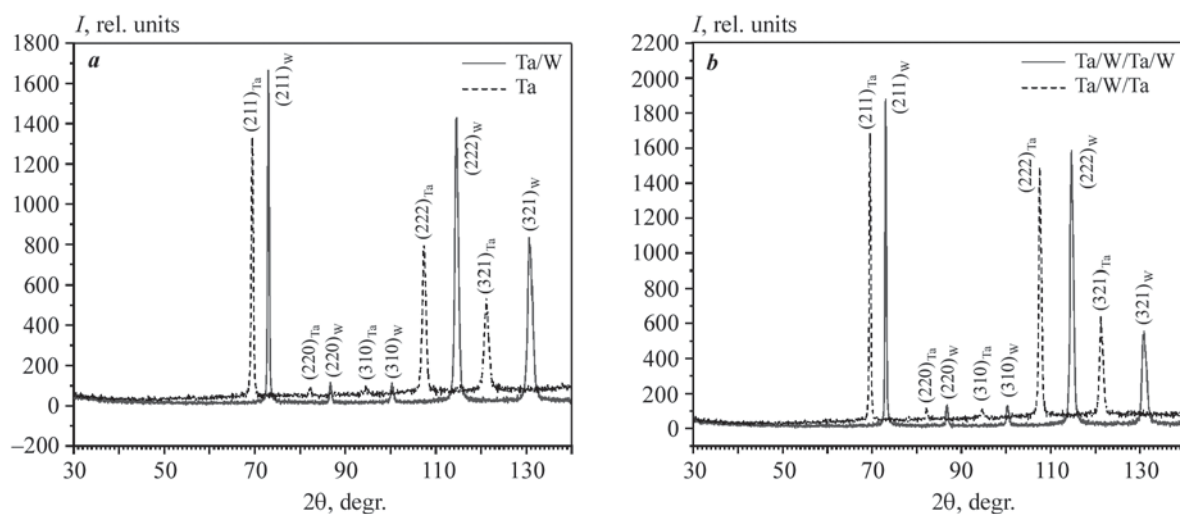 I, rel. units
1800
1600
1400
1200
1000
800
600
400
200
0
–200
a
Ta/W
Ta
(211)Ta
(211)W
(220)Ta
(220)W
(310)Ta
(310)W
(222)Ta
(222)W
(321)Ta
(321)W
30 50 70 90 110 130
2θ, degr.
I, rel. units
2200
2000
1800
1600
1400
1200
1000
800
600
400
200
0
b
Ta/W/Ta/W
Ta/W/Ta
(211)Ta
(211)W
(220)Ta
(220)W
(310)Ta
(310)W
(222)Ta
(222)W
(321)Ta
(321)W
30 50 70 90 110 130
2θ, degr.